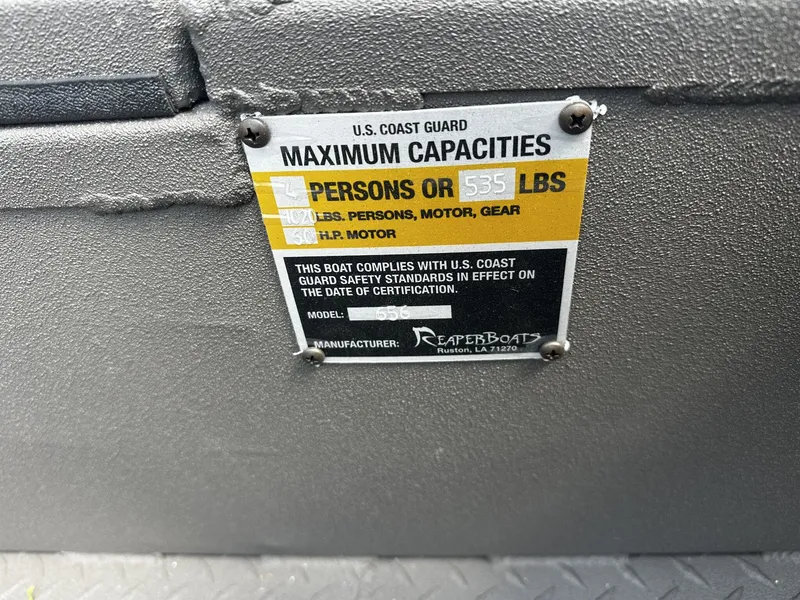 U.S. COAST GUARD
MAXIMUM CAPACITIES
4 PERSONS OR 535 LBS
1020 LBS. PERSONS, MOTOR, GEAR
H.P. MOTOR
THIS BOAT COMPLIES WITH U.S. COAST
GUARD SAFETY STANDARDS IN EFFECT ON
THE DATE OF CERTIFICATION.
MODEL: 556
MANUFACTURER: REAPERBOATS
Ruston, LA 71270